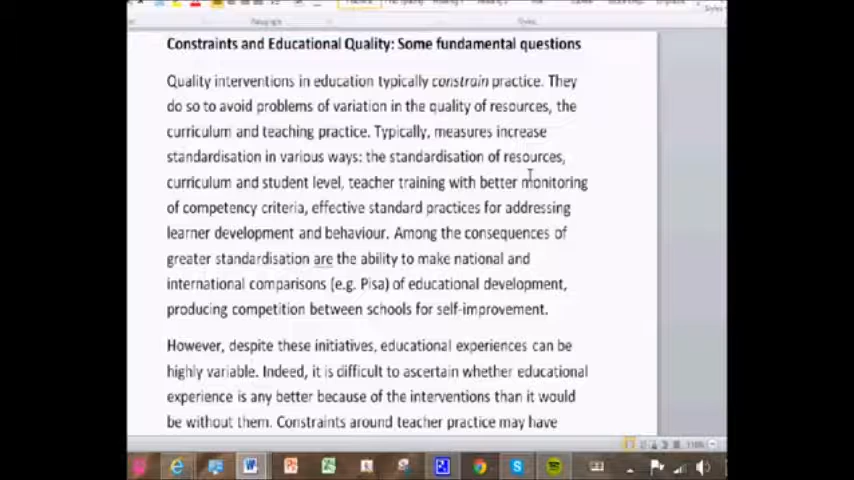 Constraints and Educational Quality: Some fundamental questions
Quality interventions in education typically constrain practice. They
do so to avoid problems of variation in the quality of resources, the
curriculum and teaching practice. Typically, measures increase
standardisation in various ways: the standardisation of resources,
curriculum and student level, teacher training with better monitoring
of competency criteria, effective standard practices for addressing
learner development and behaviour. Among the consequences of
greater standardisation are the ability to make national and
international comparisons (e.g. Pisa) of educational development,
producing competition between schools for self-improvement.
However, despite these initiatives, educational experiences can be
highly variable. Indeed, it is difficult to ascertain whether educational
experience is any better because of the interventions than it would
be without them. Constraints around teacher practice may have